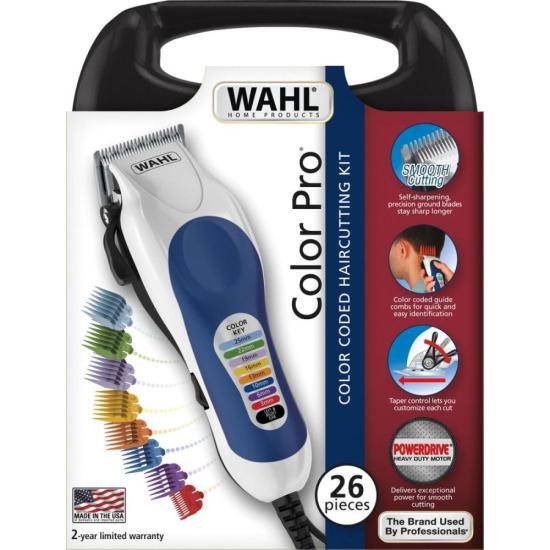 WAHL®
HOME PRODUCTS
WAHL
Color Pro®
COLOR CODED HAIRCUTTING KIT
COLOR
KEY
25mm
22mm
19mm
16mm
13mm
10mm
6mm
3mm
LEFT &
RIGHT
EAR
SMOOTH
Cutting
Self-sharpening,
precision ground blades
stay sharp longer
Color coded guide
combs for quick and
easy identification
Taper control lets you
customize each cut
POWERDRIVE®
HEAVY DUTY MOTOR
Delivers exceptional
power for smooth
cutting
26
pieces
The Brand Used
By Professionals®
MADE IN THE USA
2-year limited warranty